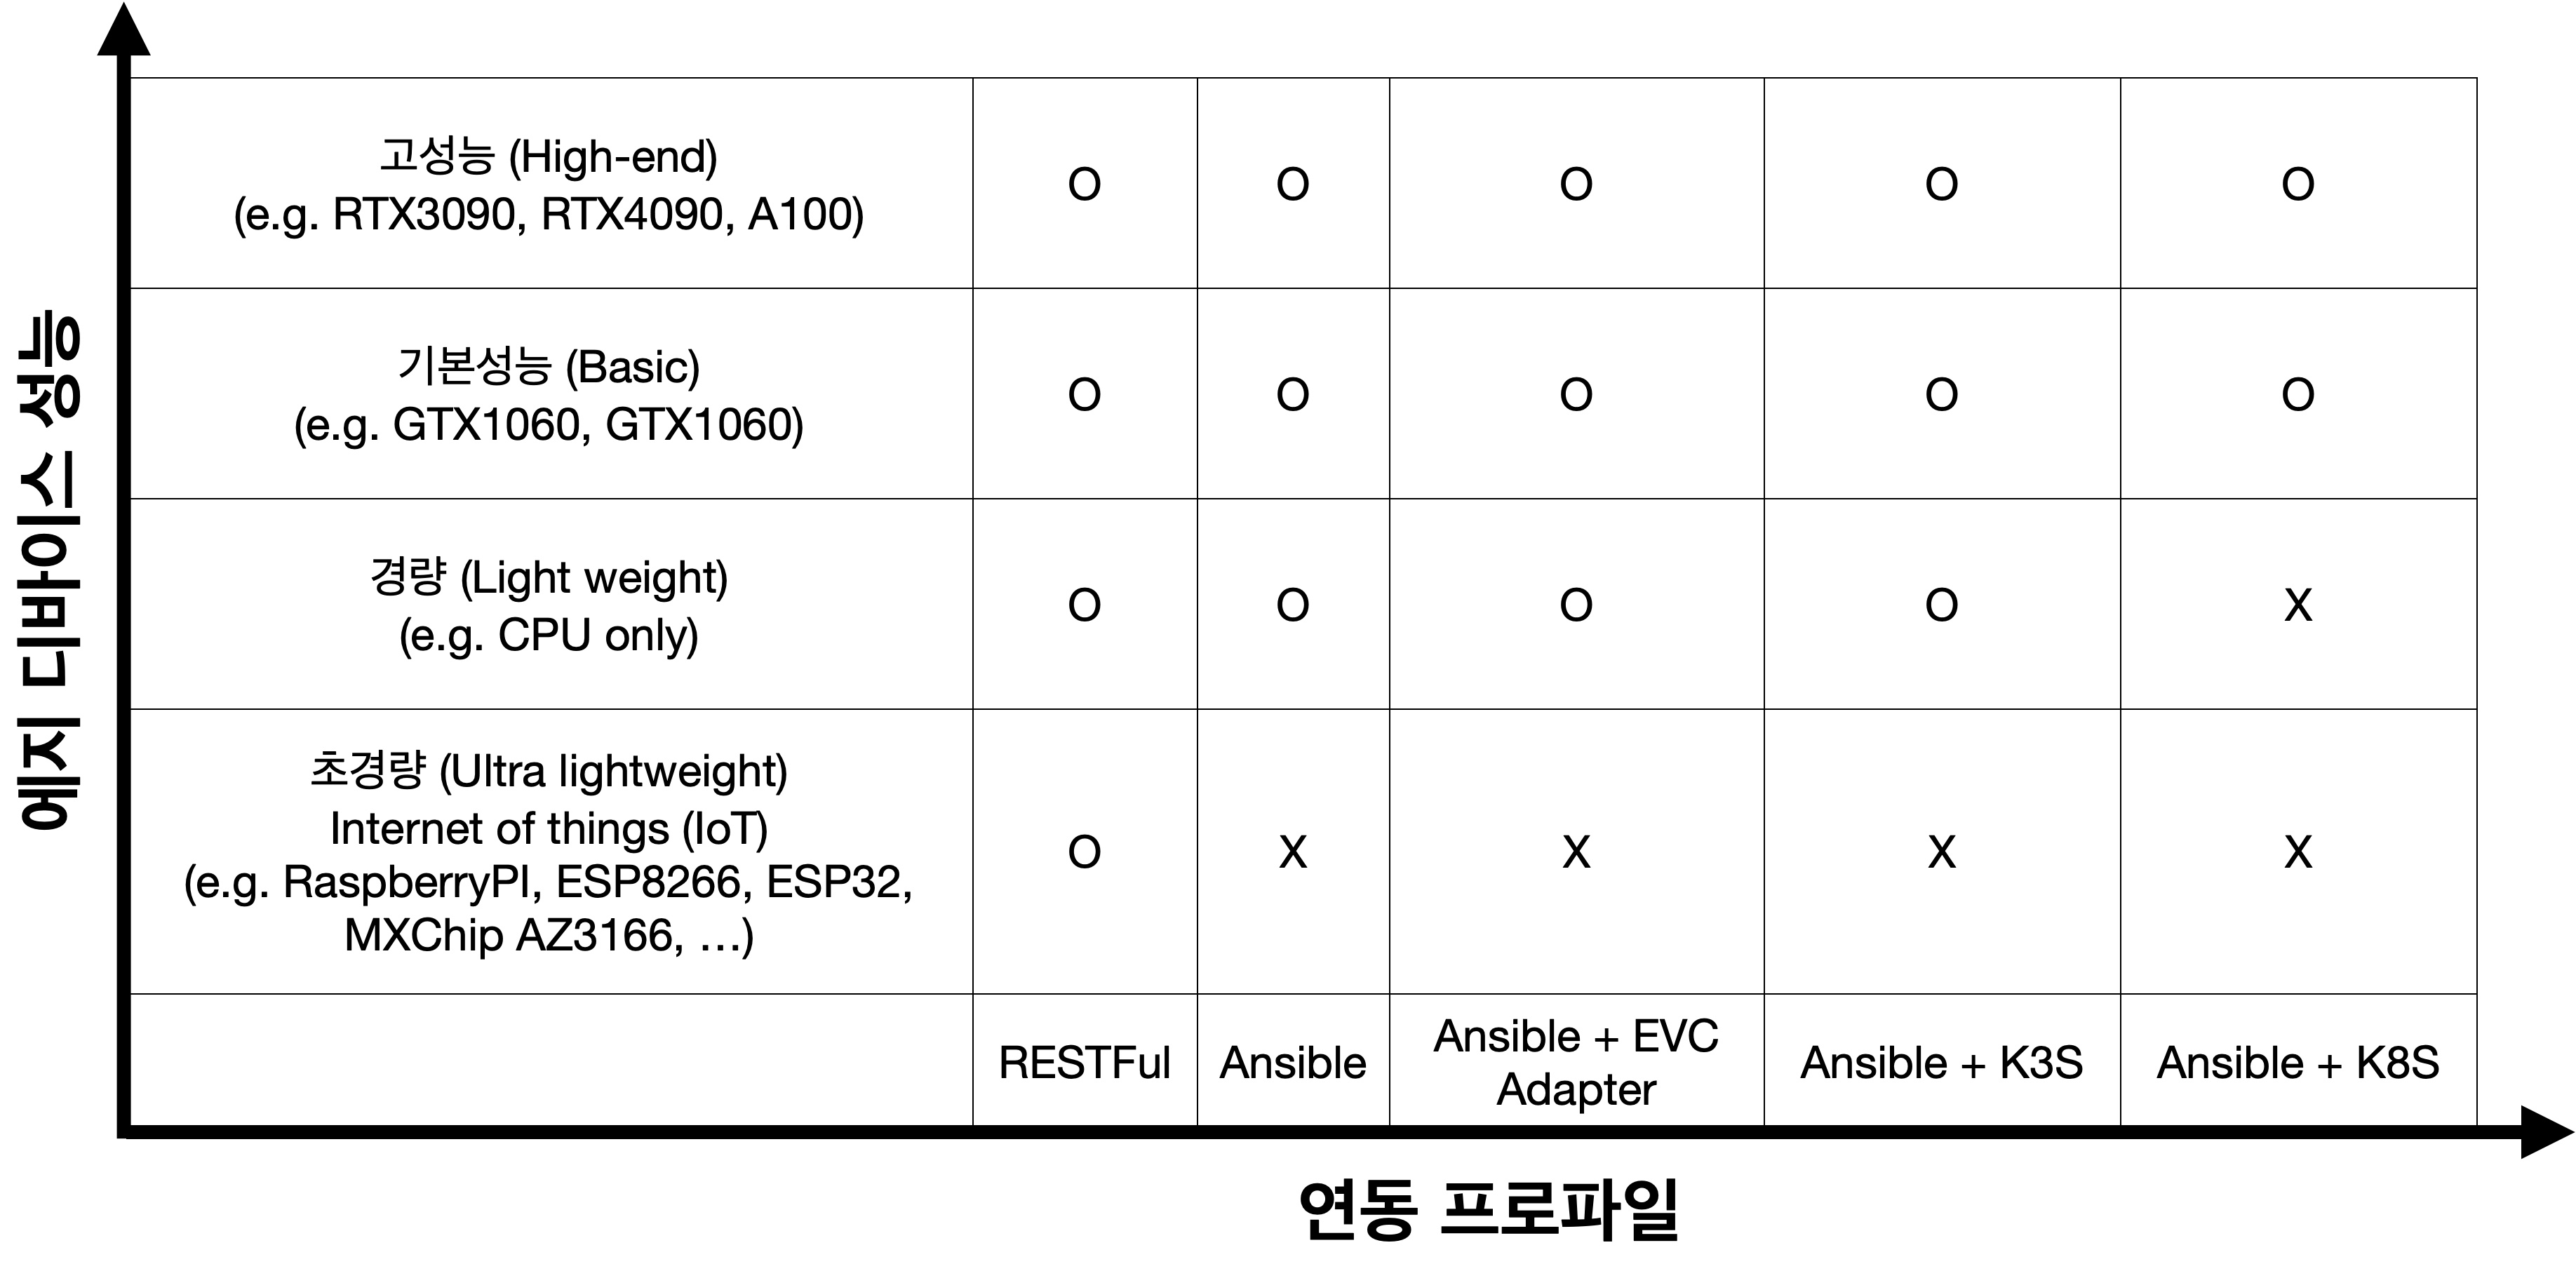 에지 디바이스 성능
고성능 (High-end)
(e.g. RTX3090, RTX4090, A100)
O O O O O
기본성능 (Basic)
(e.g. GTX1060, GTX1060)
O O O O O
경량 (Light weight)
(e.g. CPU only)
O O O O X
초경량 (Ultra lightweight)
Internet of things (IoT)
(e.g. RaspberryPI, ESP8266, ESP32,
MXChip AZ3166, …)
O X X X X
RESTFul
Ansible
Ansible + EVC
Adapter
Ansible + K3S
Ansible + K8S
연동 프로파일